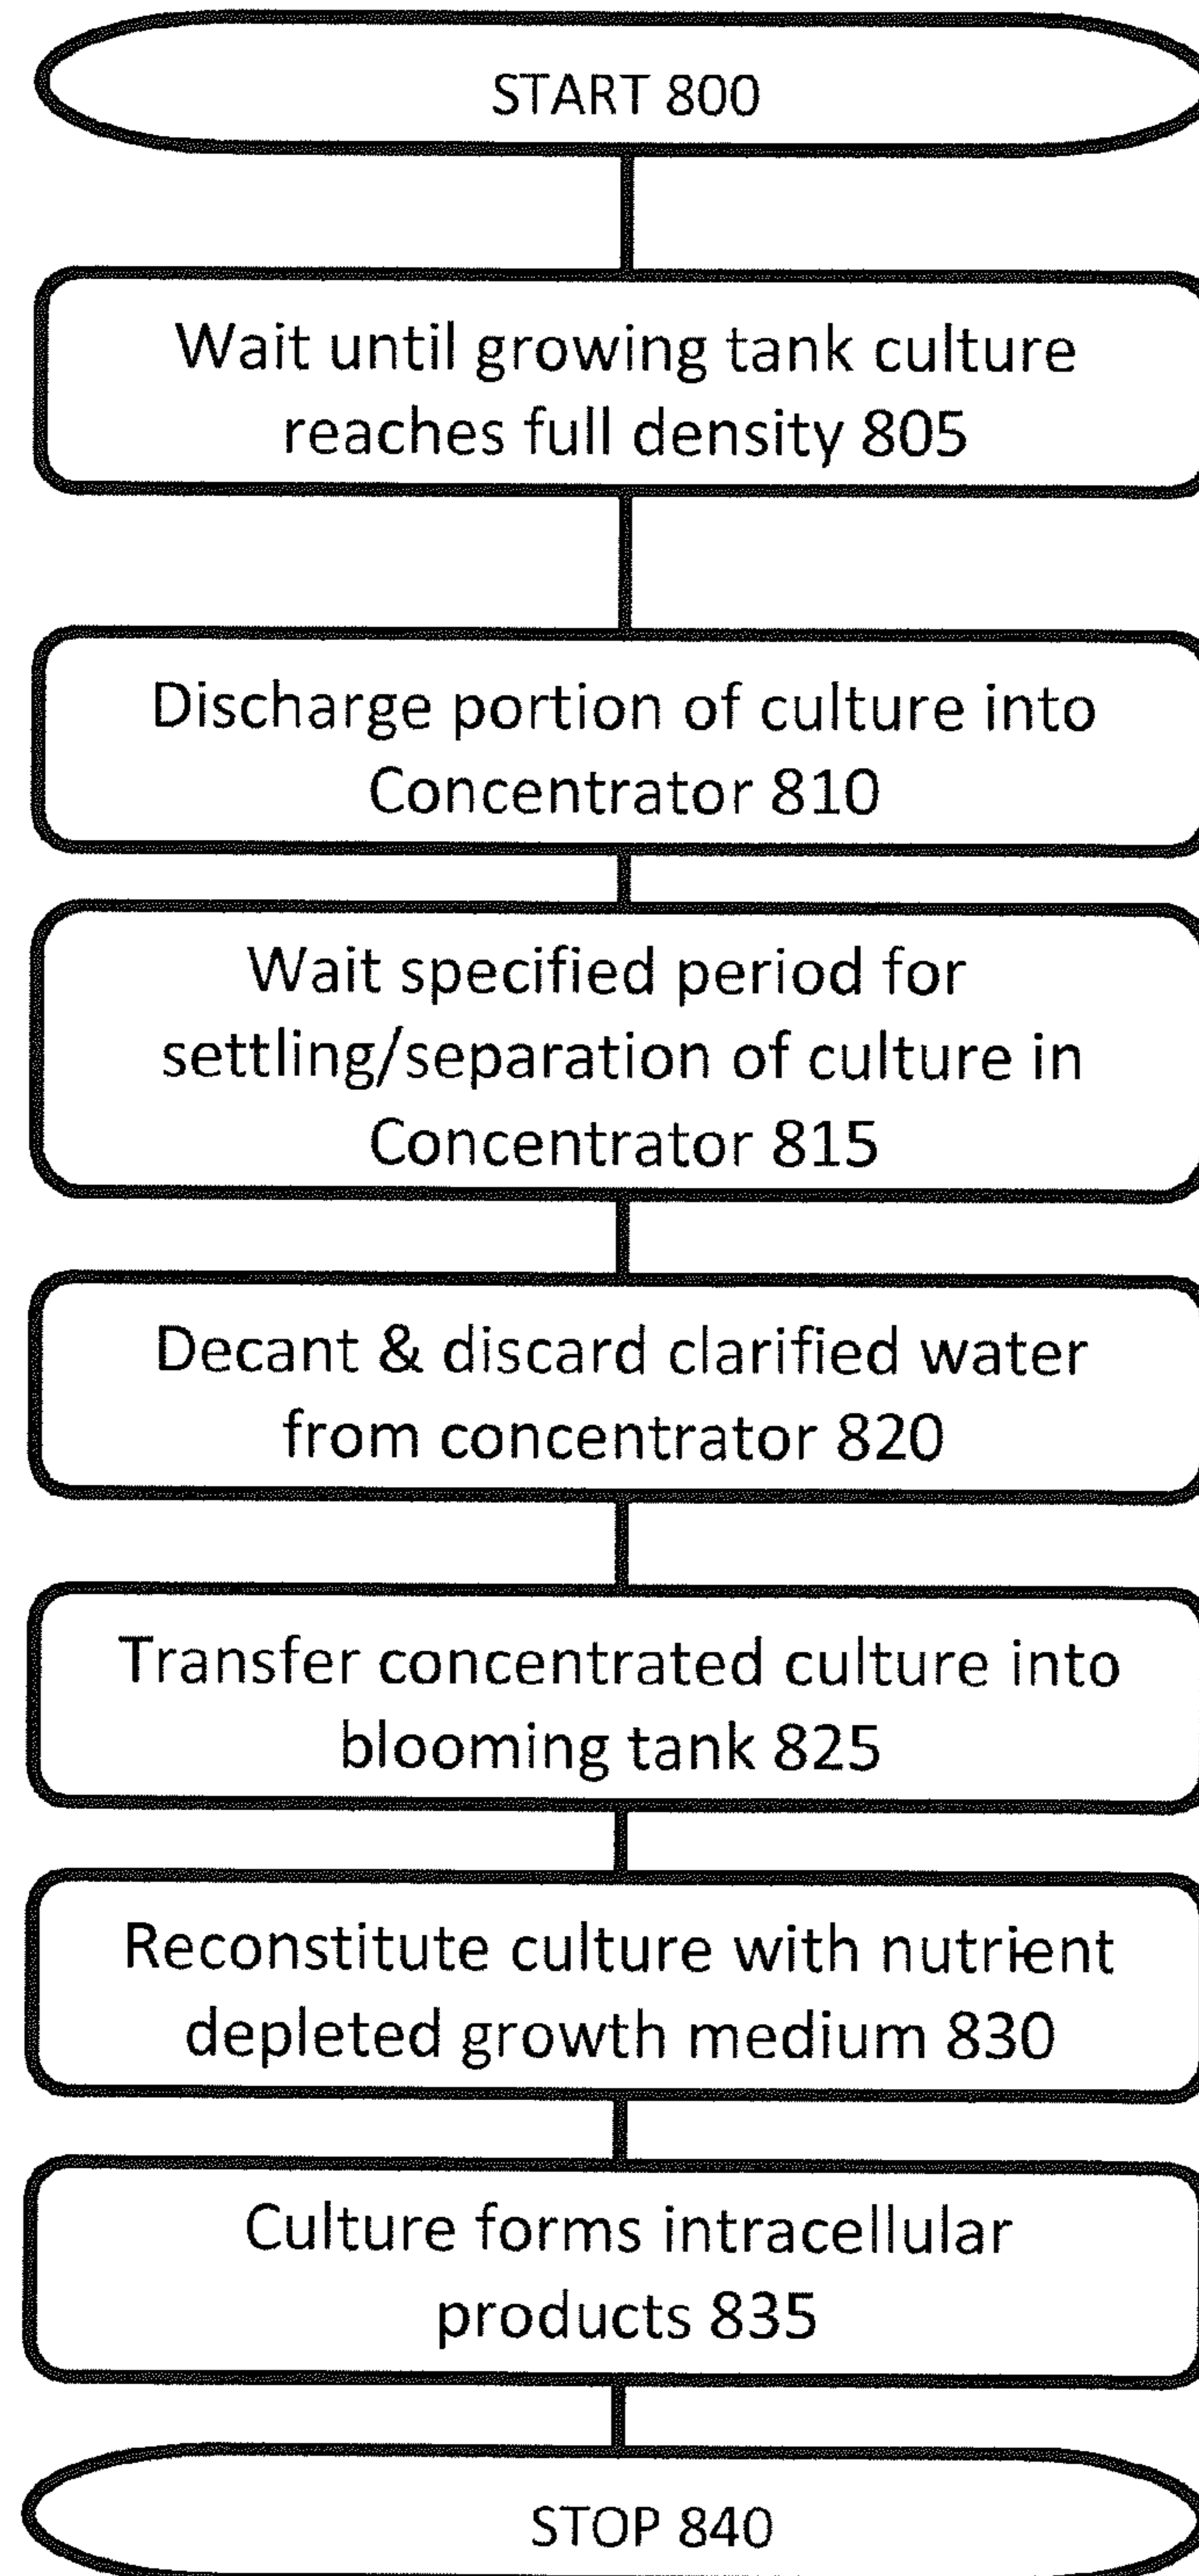 START 800
Wait until growing tank culture
reaches full density 805
Discharge portion of culture into
Concentrator 810
Wait specified period for
settling/separation of culture in
Concentrator 815
Decant & discard clarified water
from concentrator 820
Transfer concentrated culture into
blooming tank 825
Reconstitute culture with nutrient
depleted growth medium 830
Culture forms intracellular
products 835
STOP 840